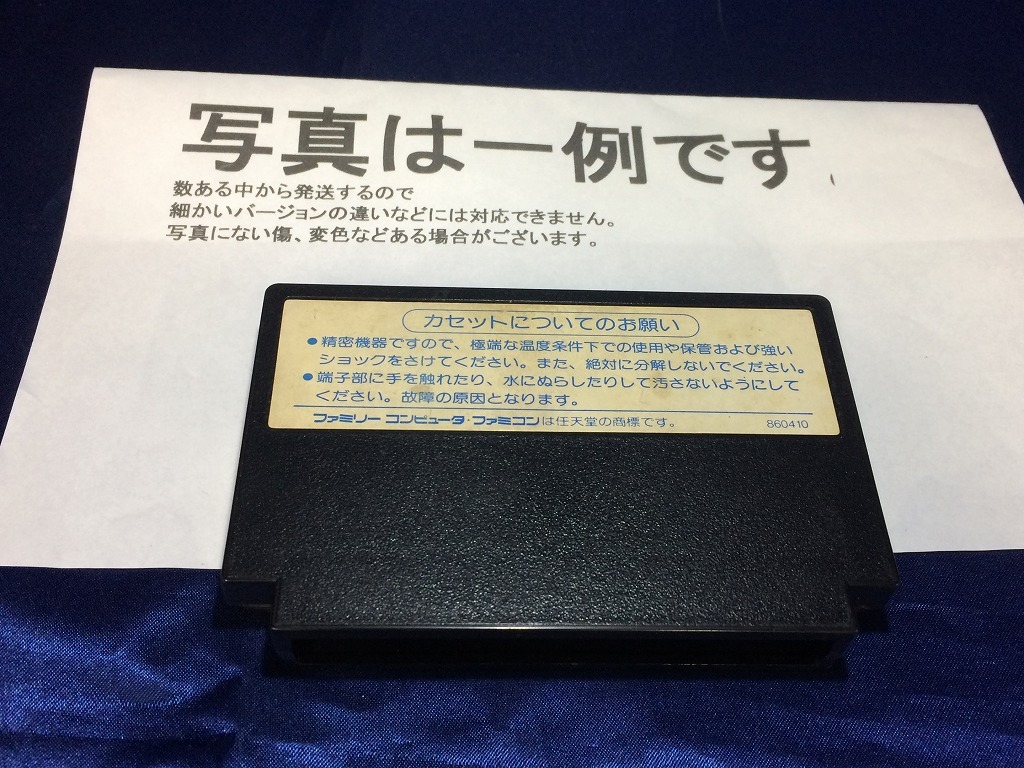 写真は一例です
数ある中から発送するので
細かいバージョンの違いなどには対応できません。
写真にない傷、変色などある場合がございます。
カセットについてのお願い
●精密機器ですので、極端な温度条件下での使用や保管および強い
ショックをさけてください。また、絶対に分解しないでください。
●端子部に手を触れたり、水にぬらしたりして汚さないようにして
ください。故障の原因となります。
ファミリーコンピュータ・ファミコンは任天堂の商標です。 860410